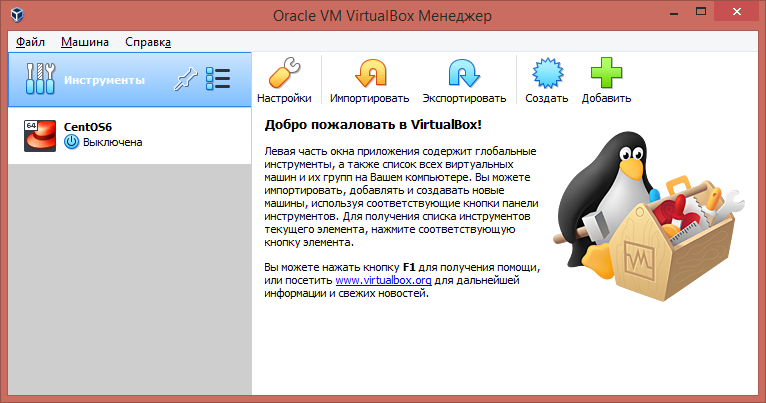 Oracle VM VirtualBox Менеджер
Файл Машина Справка
Инструменты
Настройки Импортировать Экспортировать Создать Добавить
64
CentOS6
Выключена
Добро пожаловать в VirtualBox!
Левая часть окна приложения содержит глобальные
инструменты, а также список всех виртуальных
машин и их групп на Вашем компьютере. Вы можете
импортировать, добавлять и создавать новые
машины, используя соответствующие кнопки панели
инструментов. Для получения списка инструментов
текущего элемента, нажмите соответствующую
кнопку элемента.
Вы можете нажать кнопку F1 для получения помощи,
или посетить www.virtualbox.org для дальнейшей
информации и свежих новостей.
VM